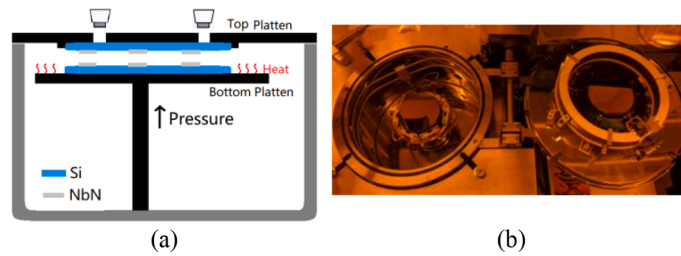 Top Platten
Heat
Bottom Platten
↑Pressure
Si
NbN
(a)
(b)